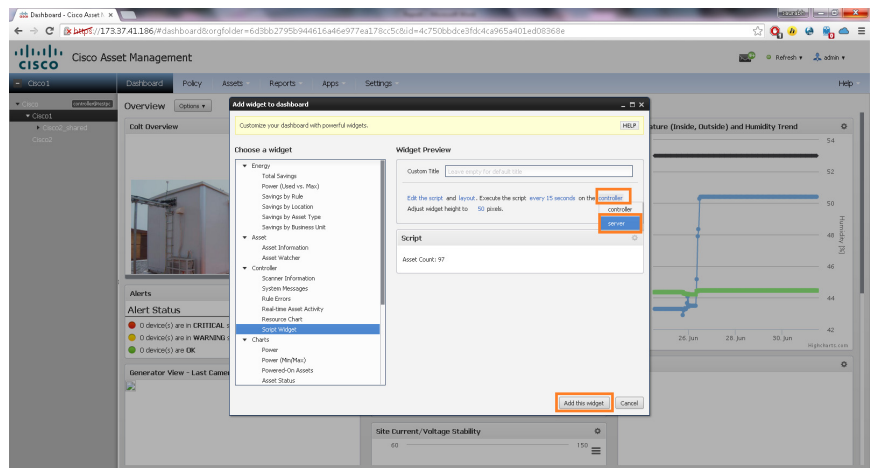 Dashboard - Cisco Asset M
https://173.37.41.186/#dashboard&orgfolder=6d3bb2795b944616a46e977ea178cc5c&id=4c750bbdce3fdc4ca965a401ed08368e
CISCO Cisco Asset Management
Refresh
admin
Cisco1
Dashboard Policy Assets Reports Apps Settings Help
Cisco
Cisco1
Cisco2_shared
Cisco2
Overview Options
Colt Overview
Alerts
Alert Status
0 device(s) are in CRITICAL s
0 device(s) are in WARNING s
0 device(s) are OK
Generator View - Last Camer
Add widget to dashboard
Customize your dashboard with powerful widgets. HELP
Choose a widget
Energy
Total Savings
Power (Used vs. Max)
Savings by Rule
Savings by Location
Savings by Asset Type
Savings by Business Unit
Asset
Asset Information
Asset Watcher
Controller
Scanner Information
System Messages
Rule Errors
Real-time Asset Activity
Resource Chart
Script Widget
Charts
Power
Power (Min/Max)
Powered-On Assets
Asset Status
Widget Preview
Custom Title Leave empty for default title
Edit the script and layout. Execute the script every 15 seconds on the controller
Adjust widget height to 50 pixels.
controller
server
Script
Asset Count: 97
Add this widget Cancel
ature (Inside, Outside) and Humidity Trend
54
52
50
48
46
44
42
Humidity [%]
26 Jun 28 Jun 30 Jun
Highcharts.com
Site Current/Voltage Stability
60 150